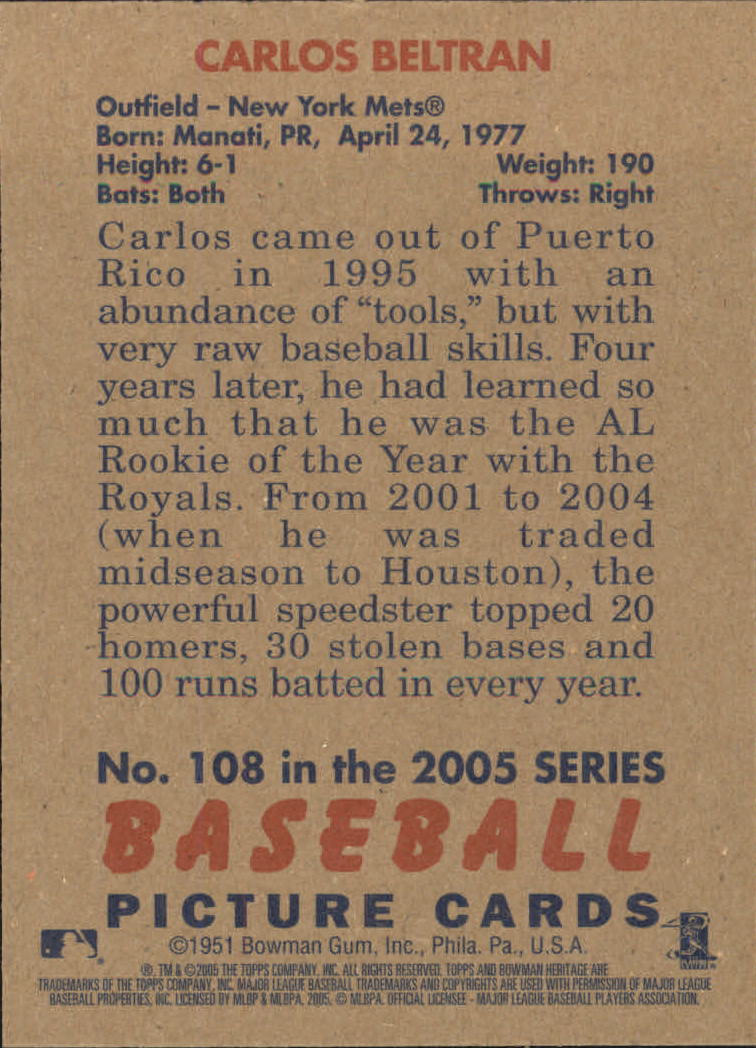 CARLOS BELTRAN
Outfield – New York Mets®
Born: Manati, PR, April 24, 1977
Height: 6-1 Weight: 190
Bats: Both Throws: Right
Carlos came out of Puerto
Rico in 1995 with an
abundance of “tools,” but with
very raw baseball skills. Four
years later, he had learned so
much that he was the AL
Rookie of the Year with the
Royals. From 2001 to 2004
(when he was traded
midseason to Houston), the
powerful speedster topped 20
homers, 30 stolen bases and
100 runs batted in every year.
No. 108 in the 2005 SERIES
BASEBALL
PICTURE CARDS
©1951 Bowman Gum, Inc., Phila. Pa., U.S.A.
®, TM & ©2005 THE TOPPS COMPANY, INC. ALL RIGHTS RESERVED. TOPPS AND BOWMAN HERITAGE ARE
TRADEMARKS OF THE TOPPS COMPANY, INC. MAJOR LEAGUE BASEBALL TRADEMARKS AND COPYRIGHTS ARE USED WITH PERMISSION OF MAJOR LEAGUE
BASEBALL PROPERTIES, INC. LICENSED BY MLBP & MLBPA. 2005. © MLBPA. OFFICIAL LICENSEE - MAJOR LEAGUE BASEBALL PLAYERS ASSOCIATION.